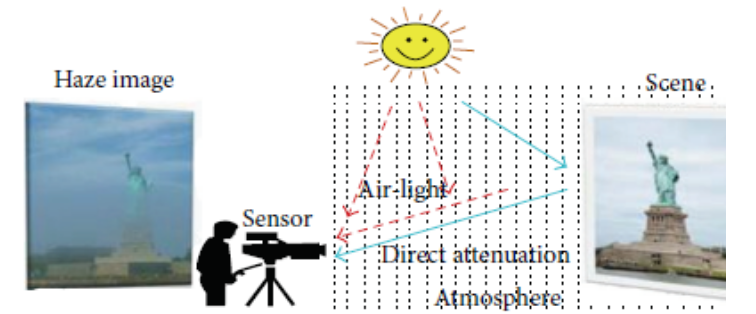 Haze image
Scene
Air-light
Sensor
Direct attenuation
Atmosphere